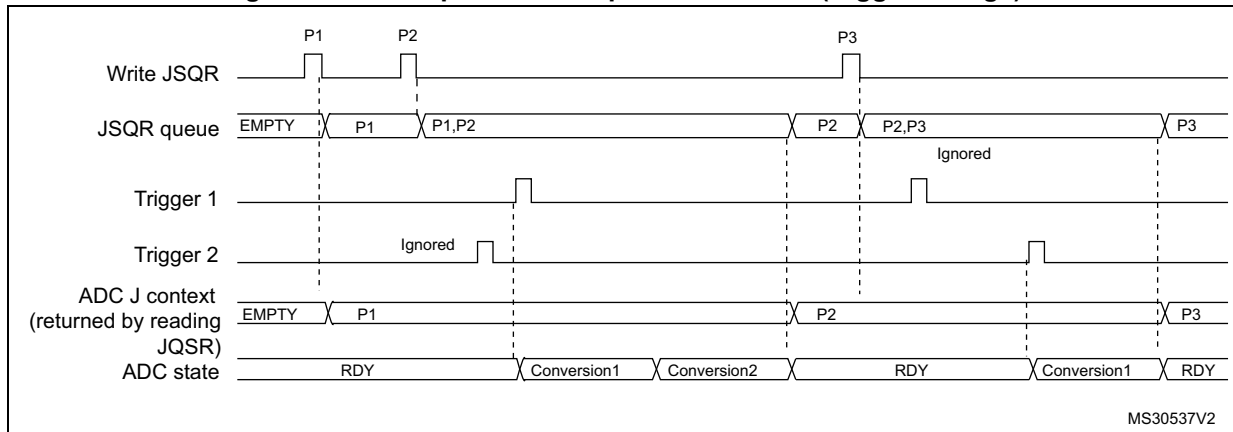 P1 P2 P3
Write JSQR
JSQR queue EMPTY P1 P1,P2 P2 P2,P3 P3
Ignored
Trigger 1
Trigger 2 Ignored
ADC J context
(returned by reading EMPTY P1 P2 P3
JQSR)
ADC state RDY Conversion1 Conversion2 RDY Conversion1 RDY
MS30537V2